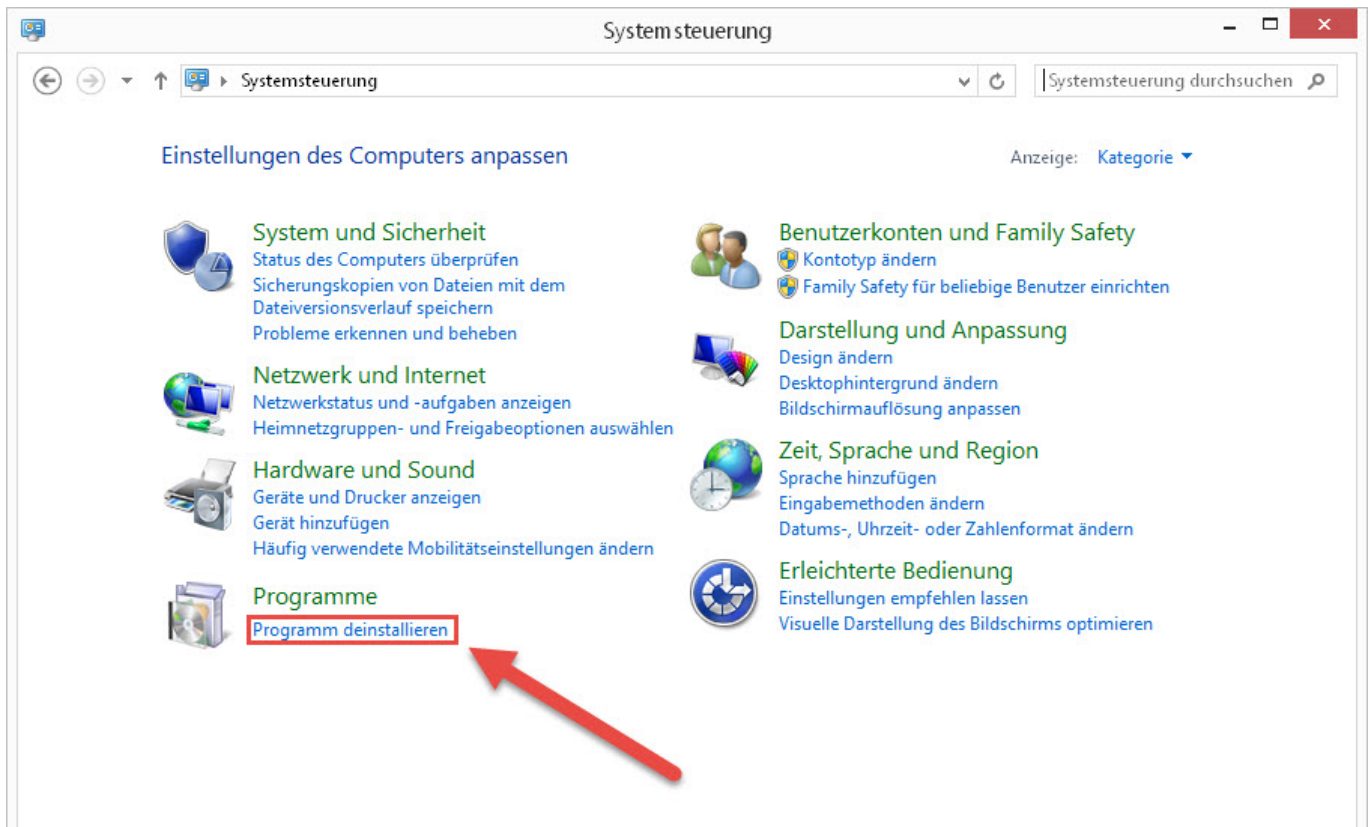 Systemsteuerung
Systemsteuerung
Systemsteuerung durchsuchen
Einstellungen des Computers anpassen
Anzeige: Kategorie
System und Sicherheit
Status des Computers überprüfen
Sicherungskopien von Dateien mit dem
Dateiversionsverlauf speichern
Probleme erkennen und beheben
Netzwerk und Internet
Netzwerkstatus und -aufgaben anzeigen
Heimnetzgruppen- und Freigabeoptionen auswählen
Hardware und Sound
Geräte und Drucker anzeigen
Gerät hinzufügen
Häufig verwendete Mobilitätseinstellungen ändern
Programme
Programm deinstallieren
Benutzerkonten und Family Safety
Kontotyp ändern
Family Safety für beliebige Benutzer einrichten
Darstellung und Anpassung
Design ändern
Desktophintergrund ändern
Bildschirmauflösung anpassen
Zeit, Sprache und Region
Sprache hinzufügen
Eingabemethoden ändern
Datums-, Uhrzeit- oder Zahlenformat ändern
Erleichterte Bedienung
Einstellungen empfehlen lassen
Visuelle Darstellung des Bildschirms optimieren